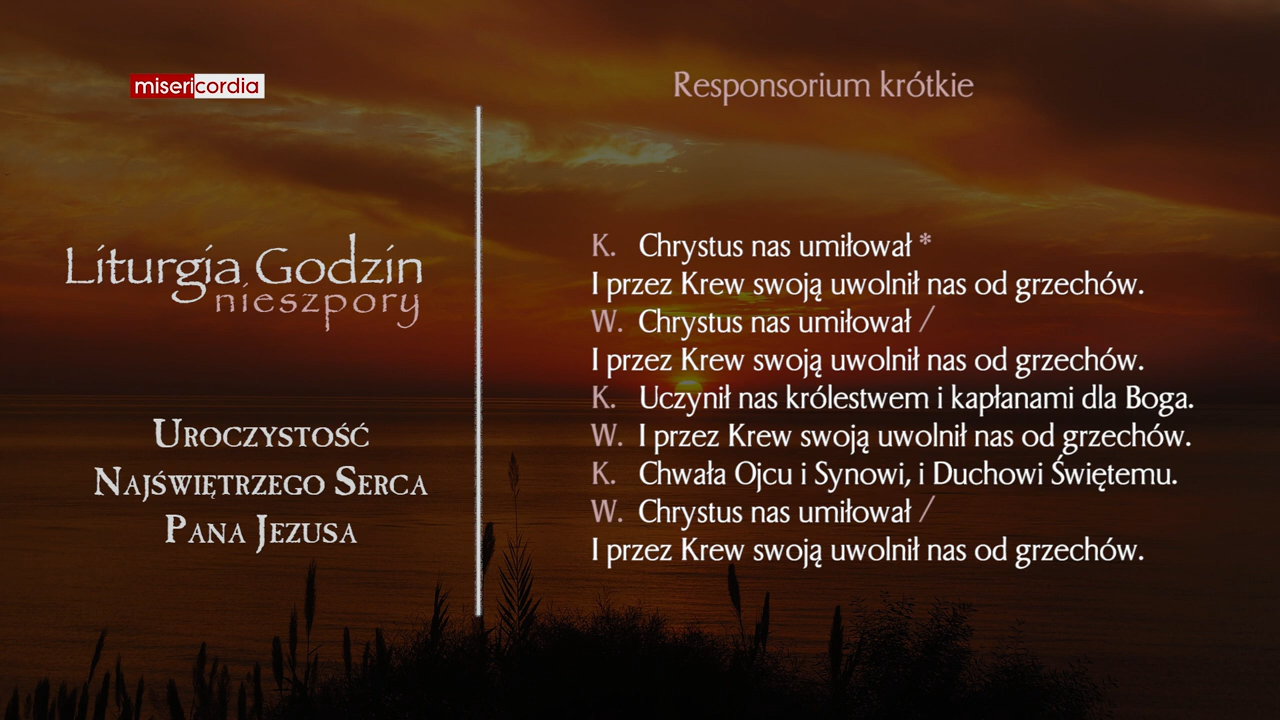 misericordia
Liturgia Godzin
nieszpory
Uroczystość
Najświętrzego Serca
Pana Jezusa
Responsorium krótkie
K. Chrystus nas umiłował *
I przez Krew swoją uwolnił nas od grzechów.
W. Chrystus nas umiłował /
I przez Krew swoją uwolnił nas od grzechów.
K. Uczynił nas królestwem i kapłanami dla Boga.
W. I przez Krew swoją uwolnił nas od grzechów.
K. Chwała Ojcu i Synowi, i Duchowi Świętemu.
W. Chrystus nas umiłował /
I przez Krew swoją uwolnił nas od grzechów.